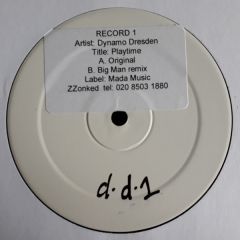 RECORD 1
Artist: Dynamo Dresden
Title: Playtime
A. Original
B. Big Man remix
Label: Mada Music
ZZonked tel: 020 8503 1880
d.d.1